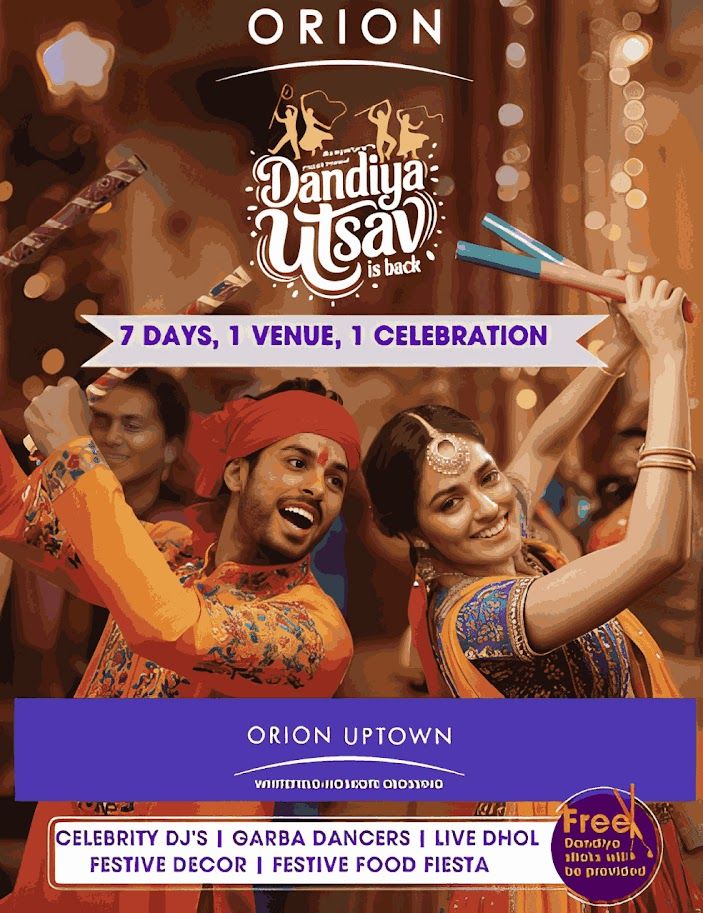 ORION
Dandiya
Utsav
is back
7 DAYS, 1 VENUE, 1 CELEBRATION
ORION UPTOWN
CELEBRITY DJ'S | GARBA DANCERS | LIVE DHOL
FESTIVE DECOR | FESTIVE FOOD FIESTA
Free
Dandiya
be provided